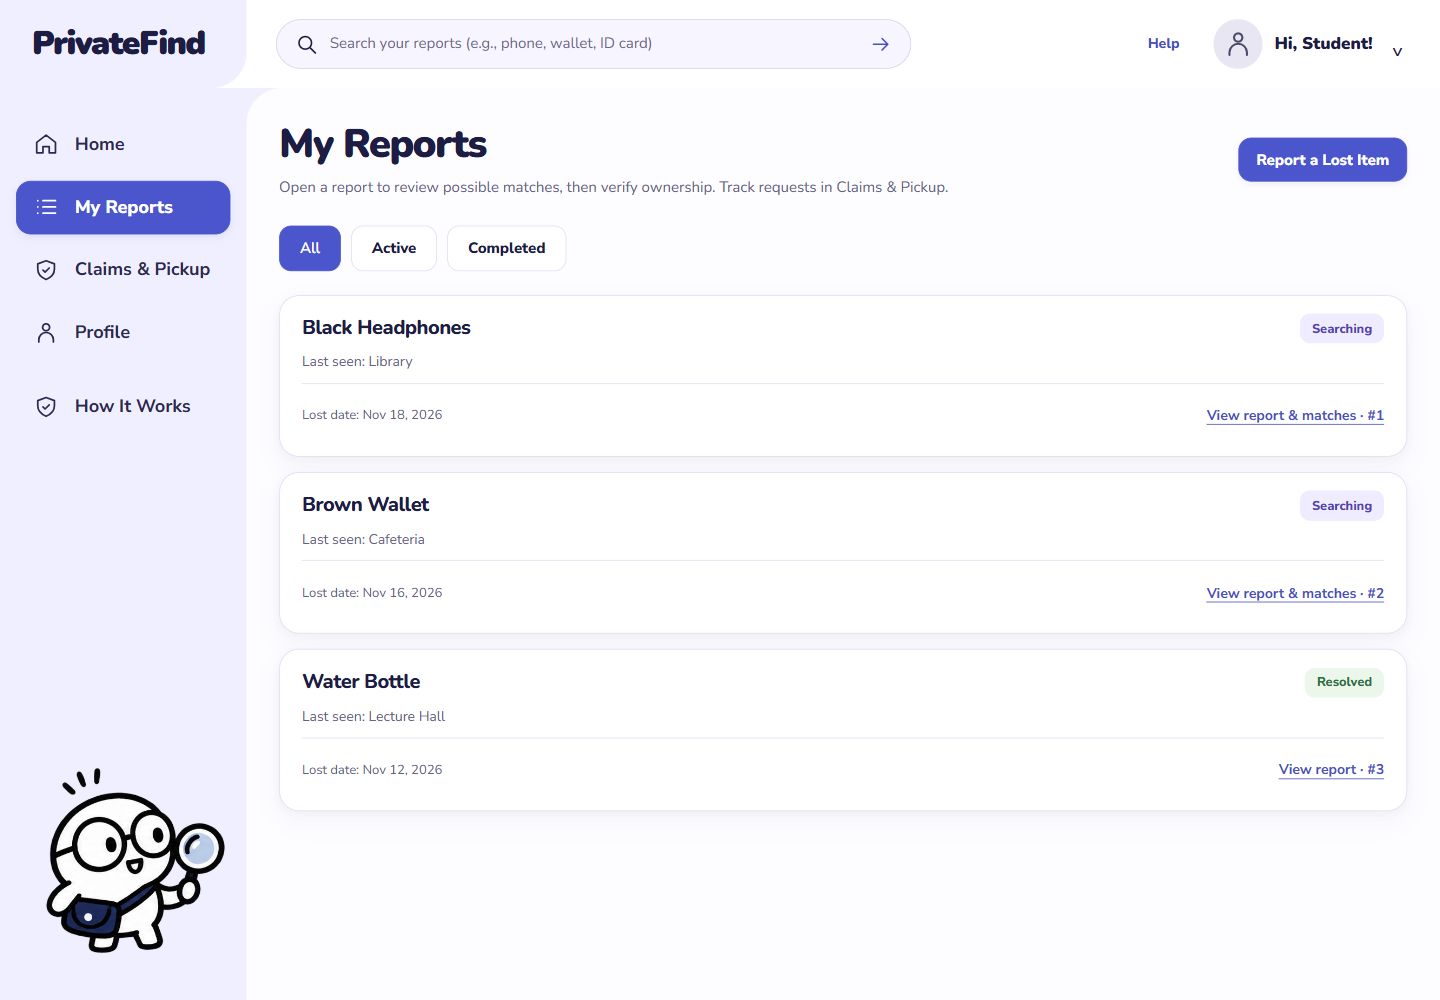 PrivateFind
Search your reports (e.g., phone, wallet, ID card)
Help
Hi, Student!
Home
My Reports
Claims & Pickup
Profile
How It Works
My Reports
Open a report to review possible matches, then verify ownership. Track requests in Claims & Pickup.
Report a Lost Item
All
Active
Completed
Black Headphones
Searching
Last seen: Library
Lost date: Nov 18, 2026
View report & matches · #1
Brown Wallet
Searching
Last seen: Cafeteria
Lost date: Nov 16, 2026
View report & matches · #2
Water Bottle
Resolved
Last seen: Lecture Hall
Lost date: Nov 12, 2026
View report · #3